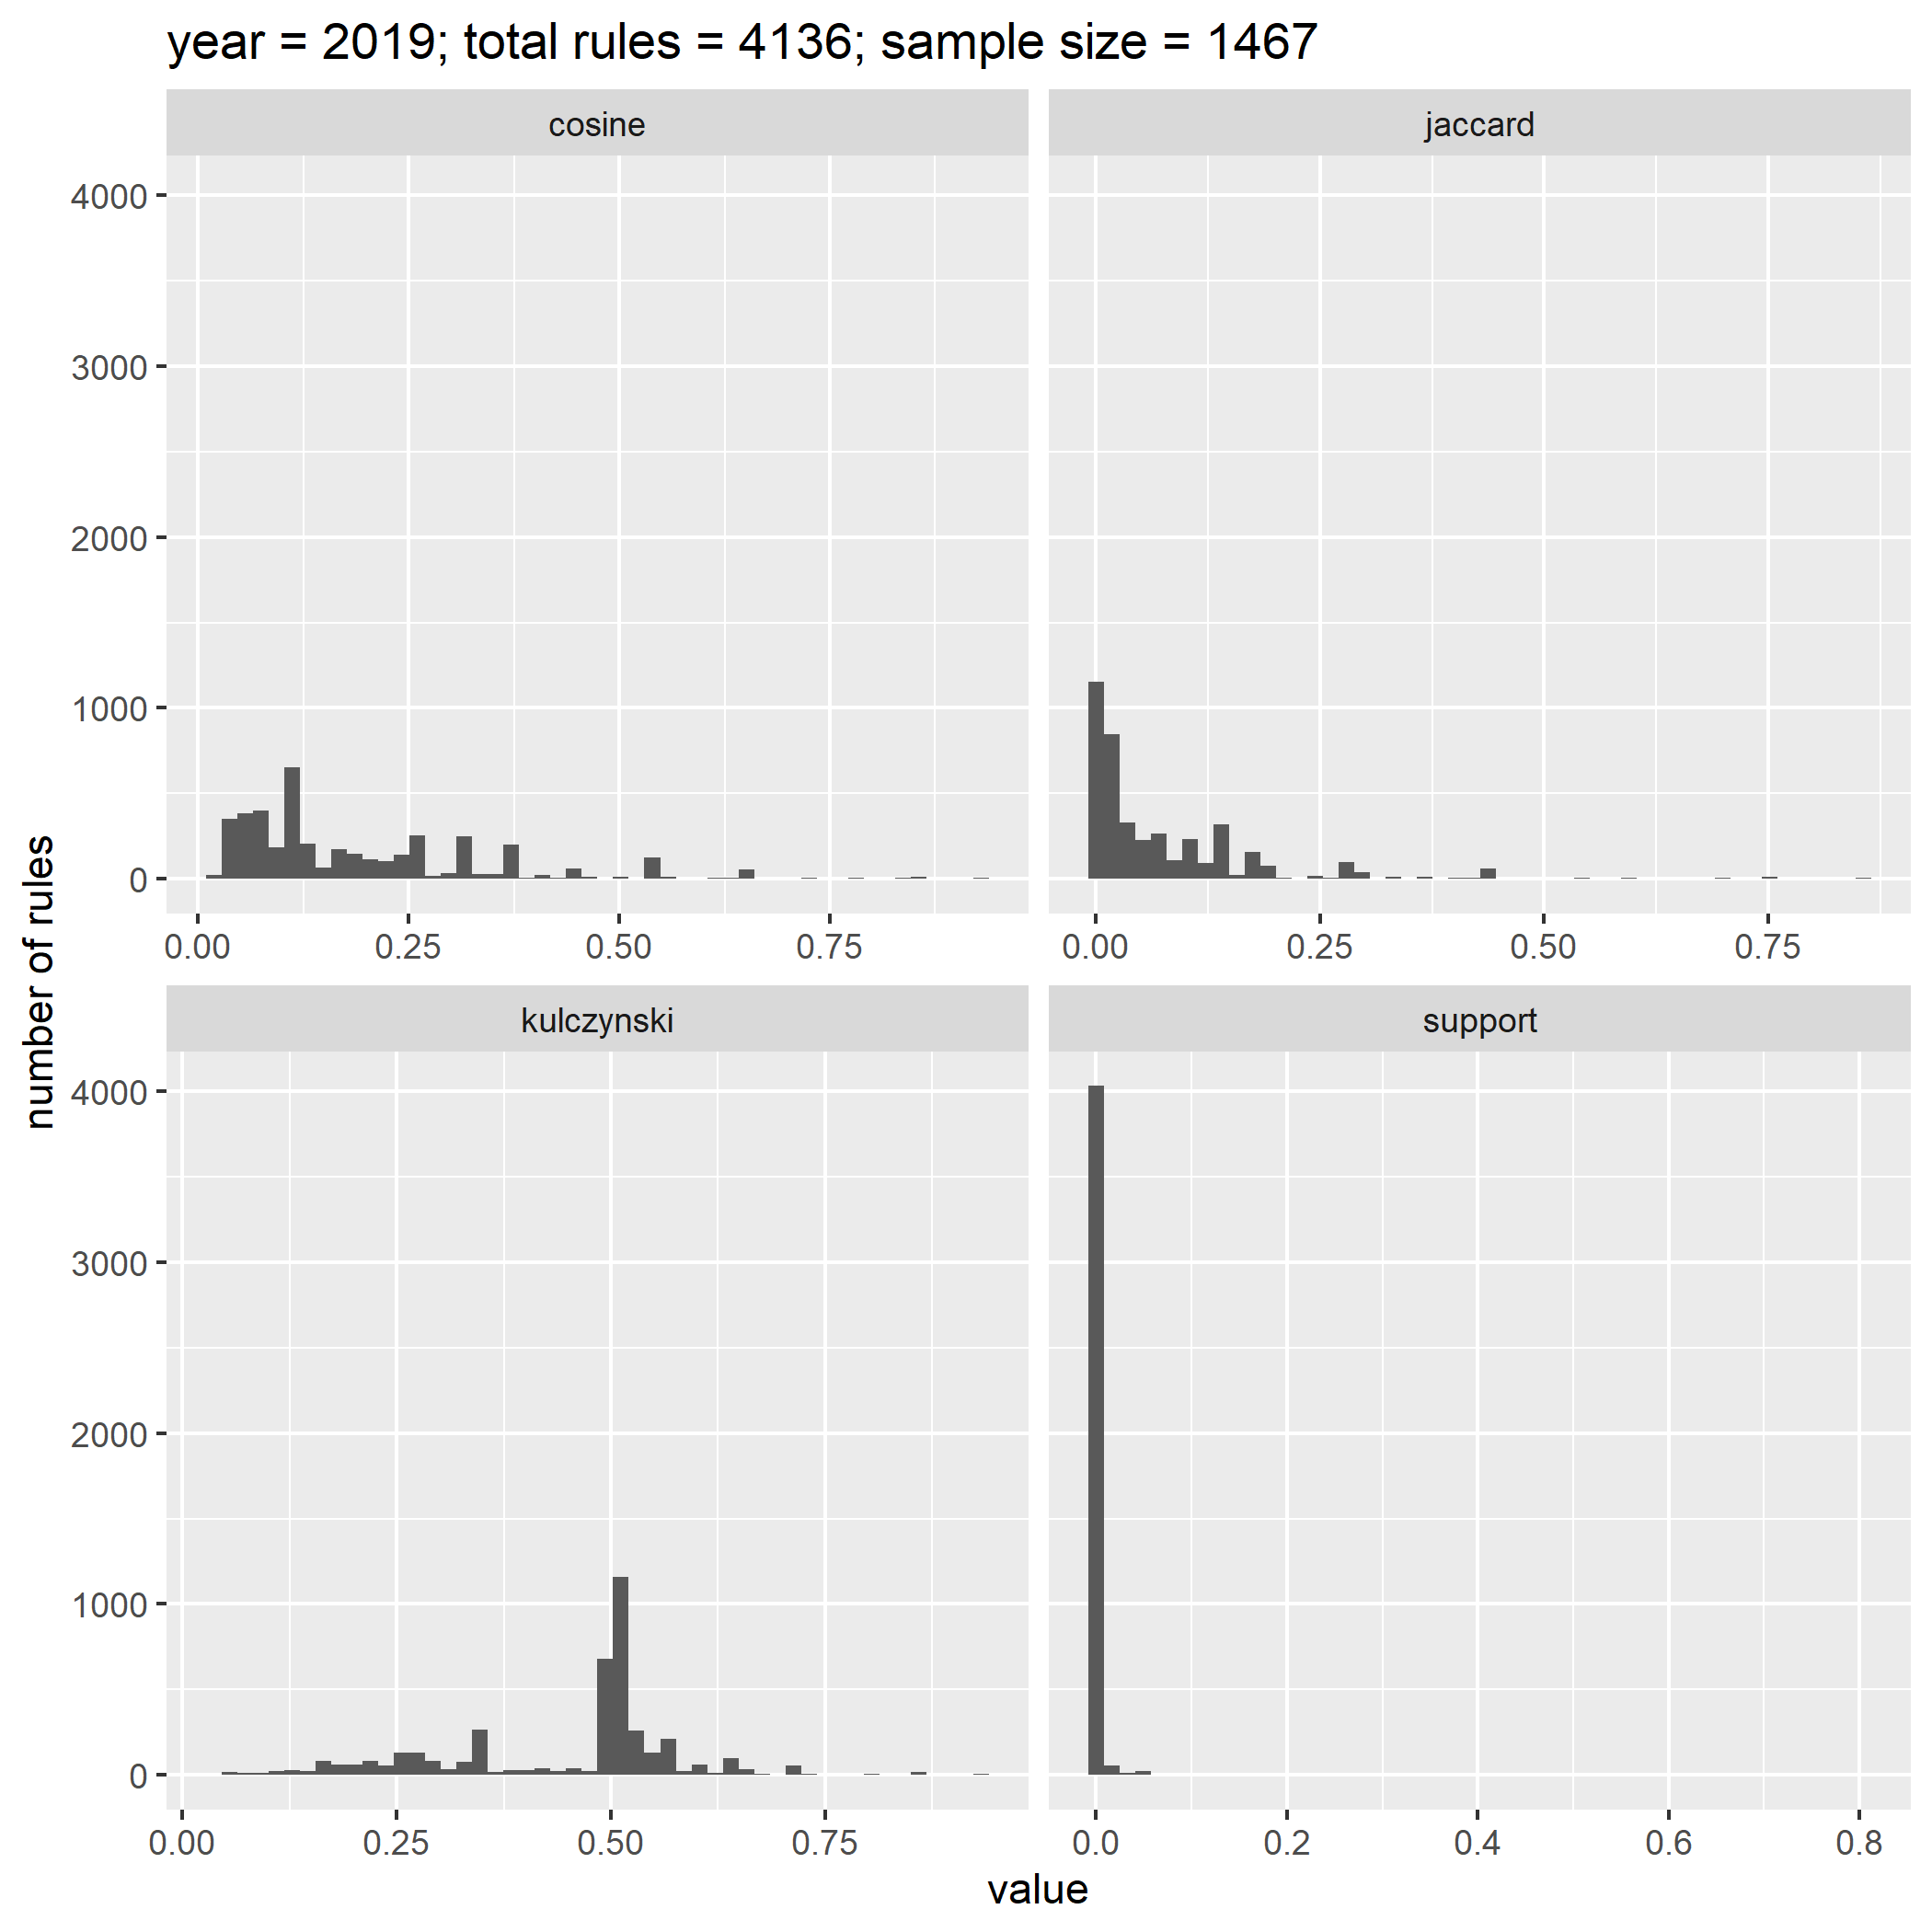 year = 2019; total rules = 4136; sample size = 1467
cosine
jaccard
4000
3000
2000
1000
0
0.00 0.25 0.50 0.75
0.00 0.25 0.50 0.75
number of rules
kulczynski
support
4000
3000
2000
1000
0
0.00 0.25 0.50 0.75
0.0 0.2 0.4 0.6 0.8
value